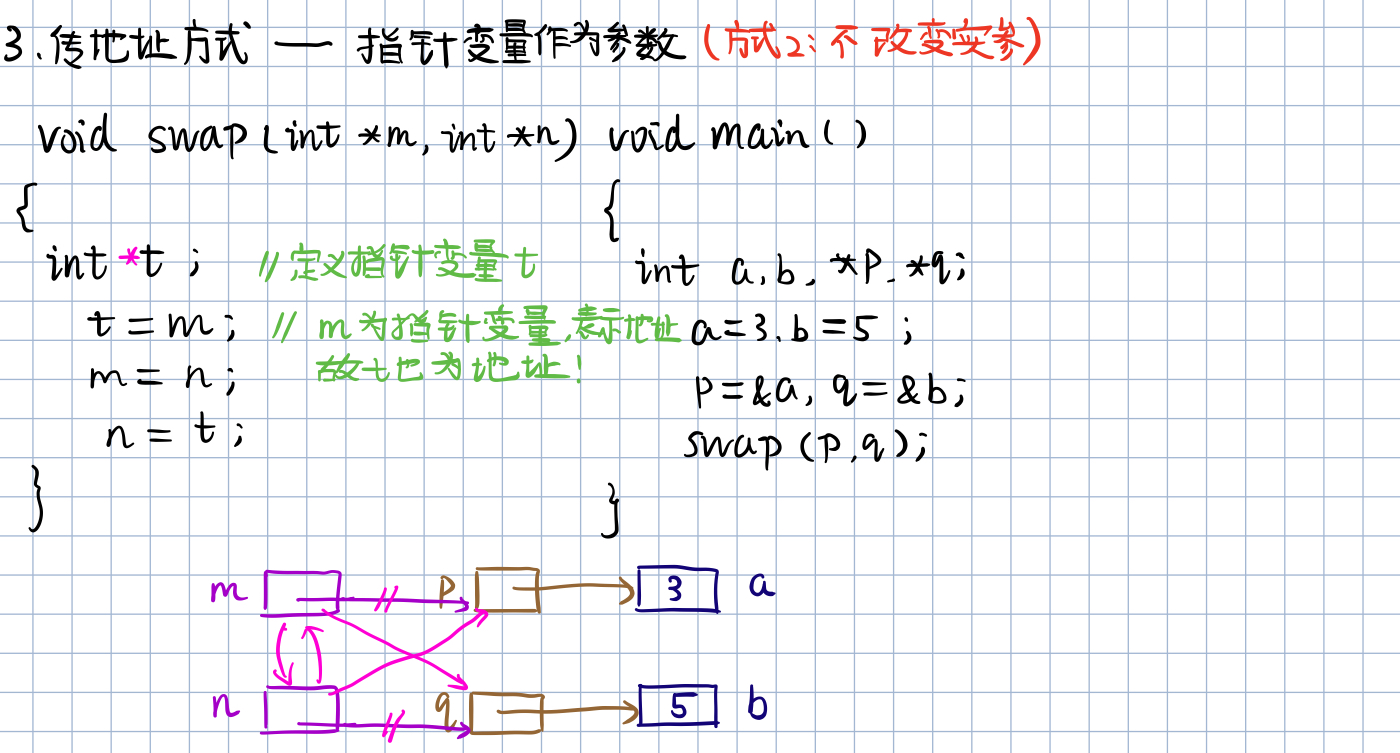 3.传地址方式 — 指针变量作为参数 (方式2:不改变实参)
void swap(int *m, int *n) void main()
{
{
int *t ; //定义指针变量t
int a,b, *p, *q;
t = m; // m为指针变量,表示地址
a=3, b=5 ;
m = n; 故t也为地址!
p=&a, q=&b;
n = t;
swap(p,q);
}
}
m p 3 a
n q 5 b